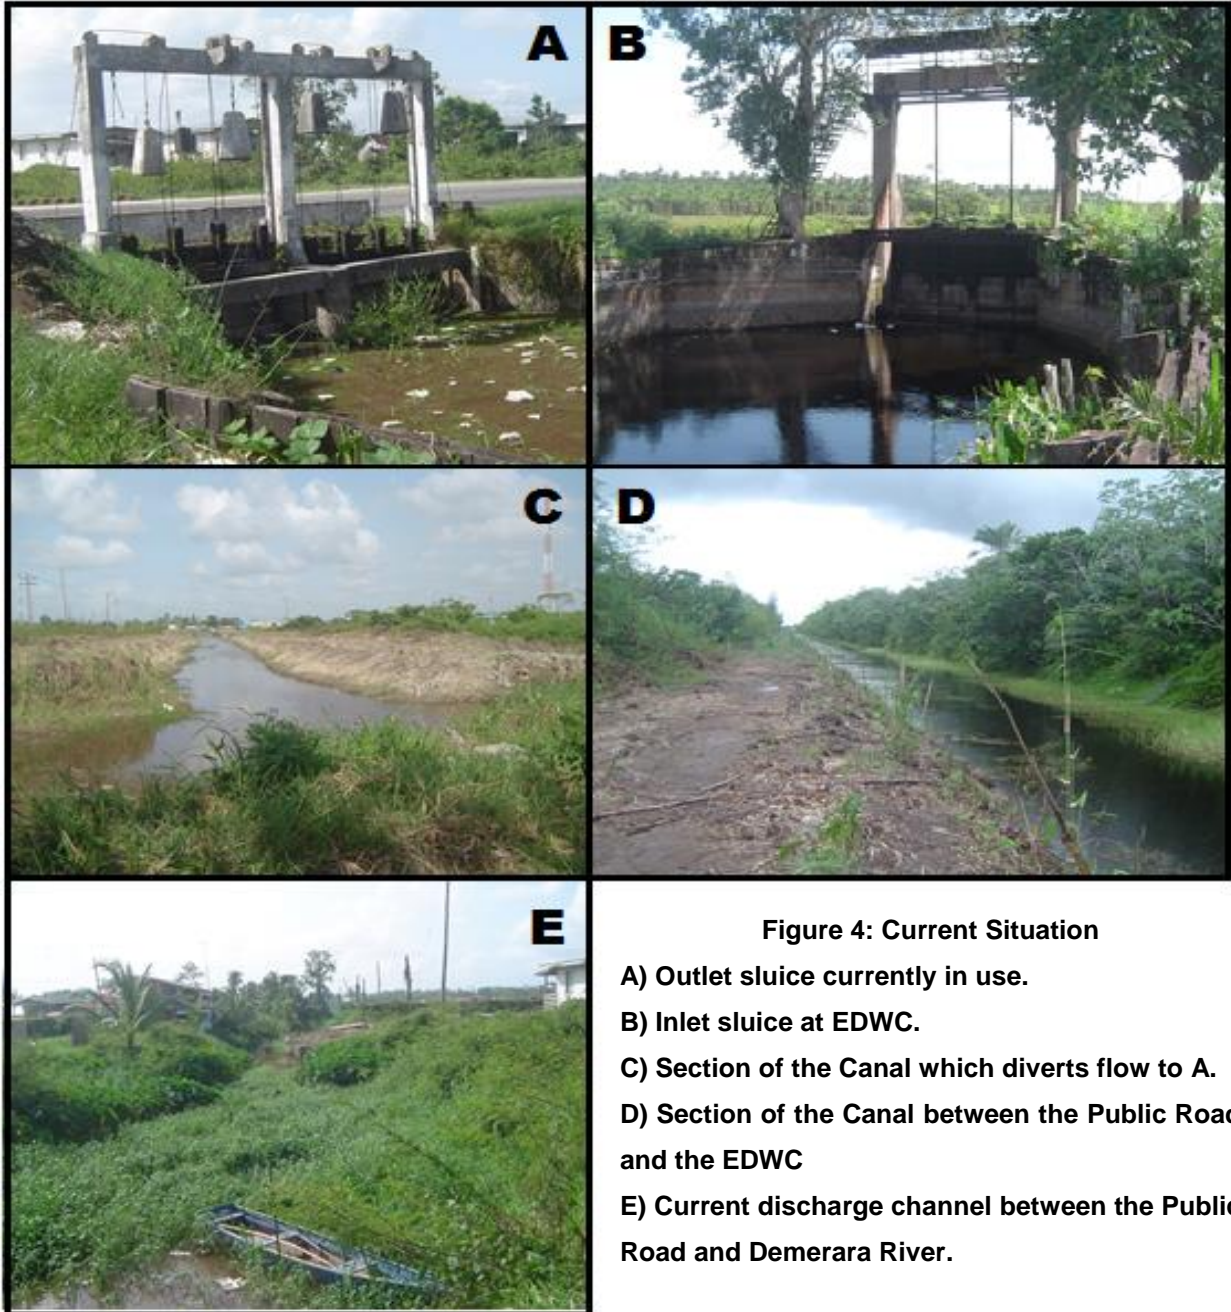 A
B
C
D
E
Figure 4: Current Situation
A) Outlet sluice currently in use.
B) Inlet sluice at EDWC.
C) Section of the Canal which diverts flow to A.
D) Section of the Canal between the Public Road
and the EDWC
E) Current discharge channel between the Public
Road and Demerara River.